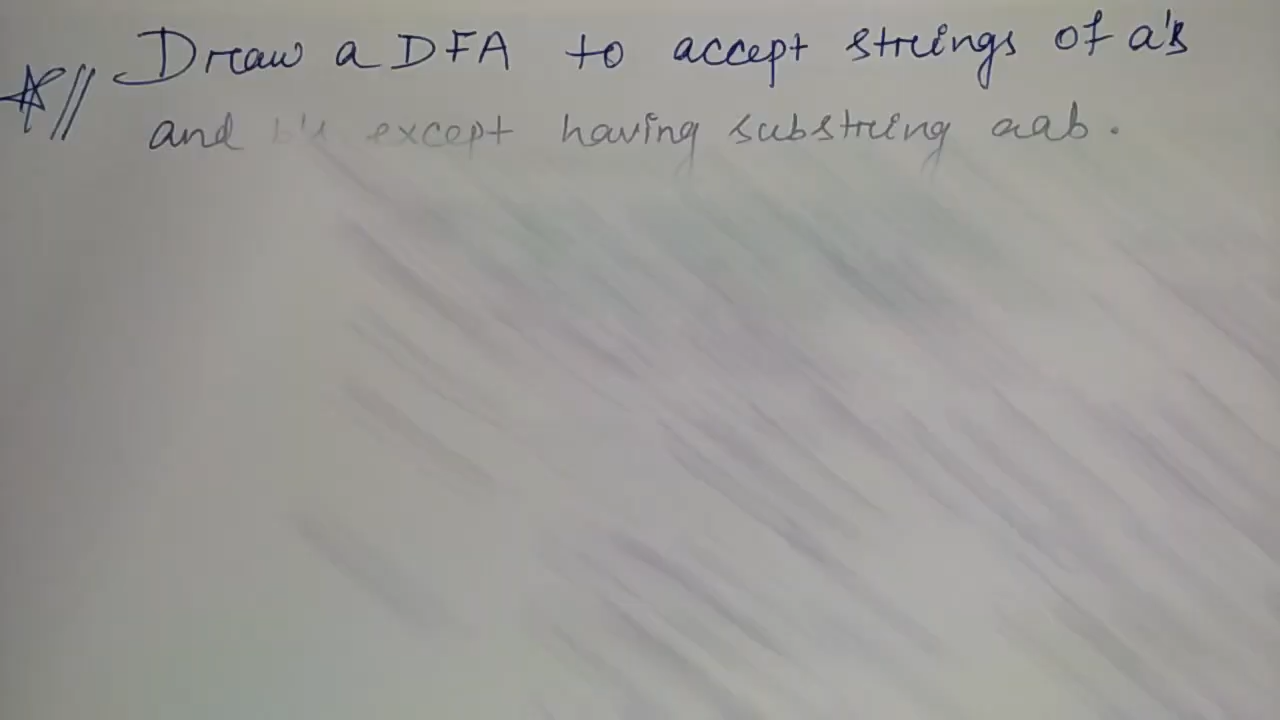 Draw a DFA to accept strings of a's
*// and b's except having substring aab.